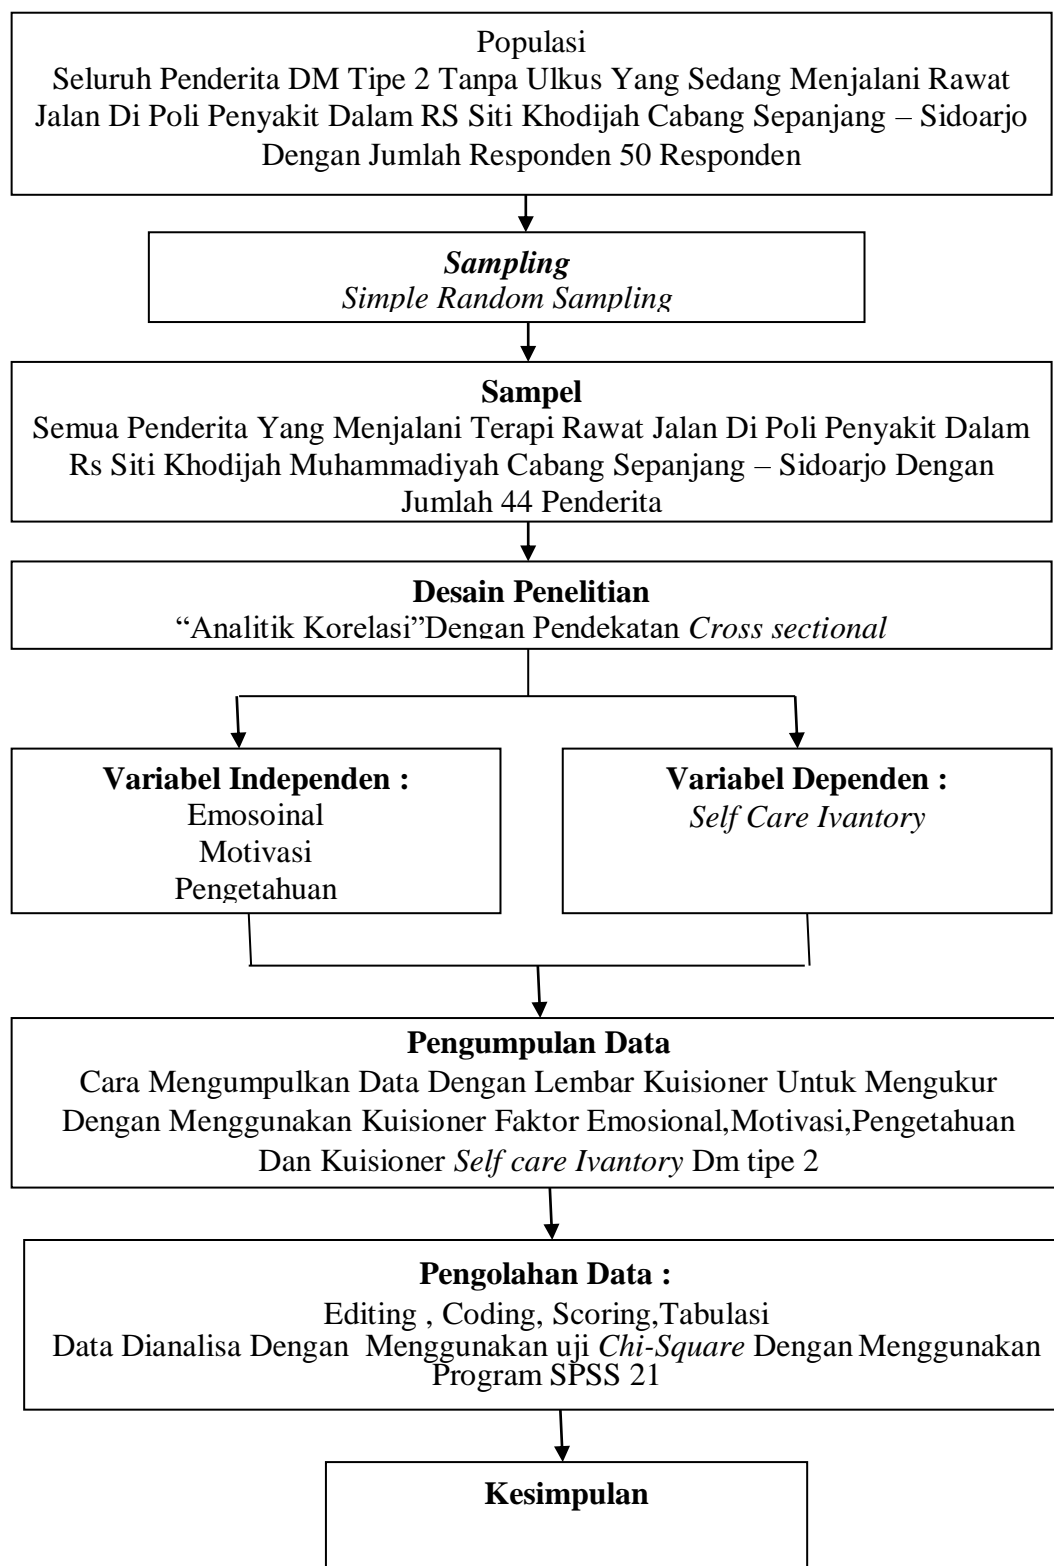 Populasi
Seluruh Penderita DM Tipe 2 Tanpa Ulkus Yang Sedang Menjalani Rawat
Jalan Di Poli Penyakit Dalam RS Siti Khodijah Cabang Sepanjang – Sidoarjo
Dengan Jumlah Responden 50 Responden
Sampling
Simple Random Sampling
Sampel
Semua Penderita Yang Menjalani Terapi Rawat Jalan Di Poli Penyakit Dalam
Rs Siti Khodijah Muhammadiyah Cabang Sepanjang – Sidoarjo Dengan
Jumlah 44 Penderita
Desain Penelitian
“Analitik Korelasi”Dengan Pendekatan Cross sectional
Variabel Independen :
Emosoinal
Motivasi
Pengetahuan
Variabel Dependen :
Self Care Ivantory
Pengumpulan Data
Cara Mengumpulkan Data Dengan Lembar Kuisioner Untuk Mengukur
Dengan Menggunakan Kuisioner Faktor Emosional,Motivasi,Pengetahuan
Dan Kuisioner Self care Ivantory Dm tipe 2
Pengolahan Data :
Editing , Coding, Scoring,Tabulasi
Data Dianalisa Dengan Menggunakan uji Chi-Square Dengan Menggunakan
Program SPSS 21
Kesimpulan